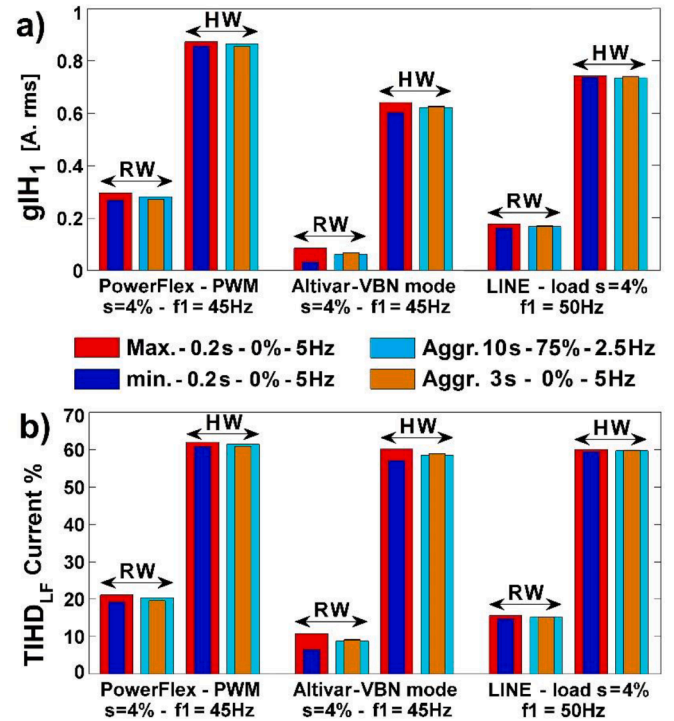 a)
gIH1 [A. rms]
1
0.8
0.6
0.4
0.2
0
RW
HW
RW
HW
RW
HW
PowerFlex - PWM
s=4% - f1 = 45Hz
Altivar-VBN mode
s=4% - f1 = 45Hz
LINE - load s=4%
f1 = 50Hz
Max. - 0.2s - 0% - 5Hz
Aggr. 10s - 75% - 2.5Hz
min. - 0.2s - 0% - 5Hz
Aggr. 3s - 0% - 5Hz
b)
TIHDLF Current %
70
60
50
40
30
20
10
0
RW
HW
RW
HW
RW
HW
PowerFlex - PWM
s=4% - f1 = 45Hz
Altivar-VBN mode
s=4% - f1 = 45Hz
LINE - load s=4%
f1 = 50Hz